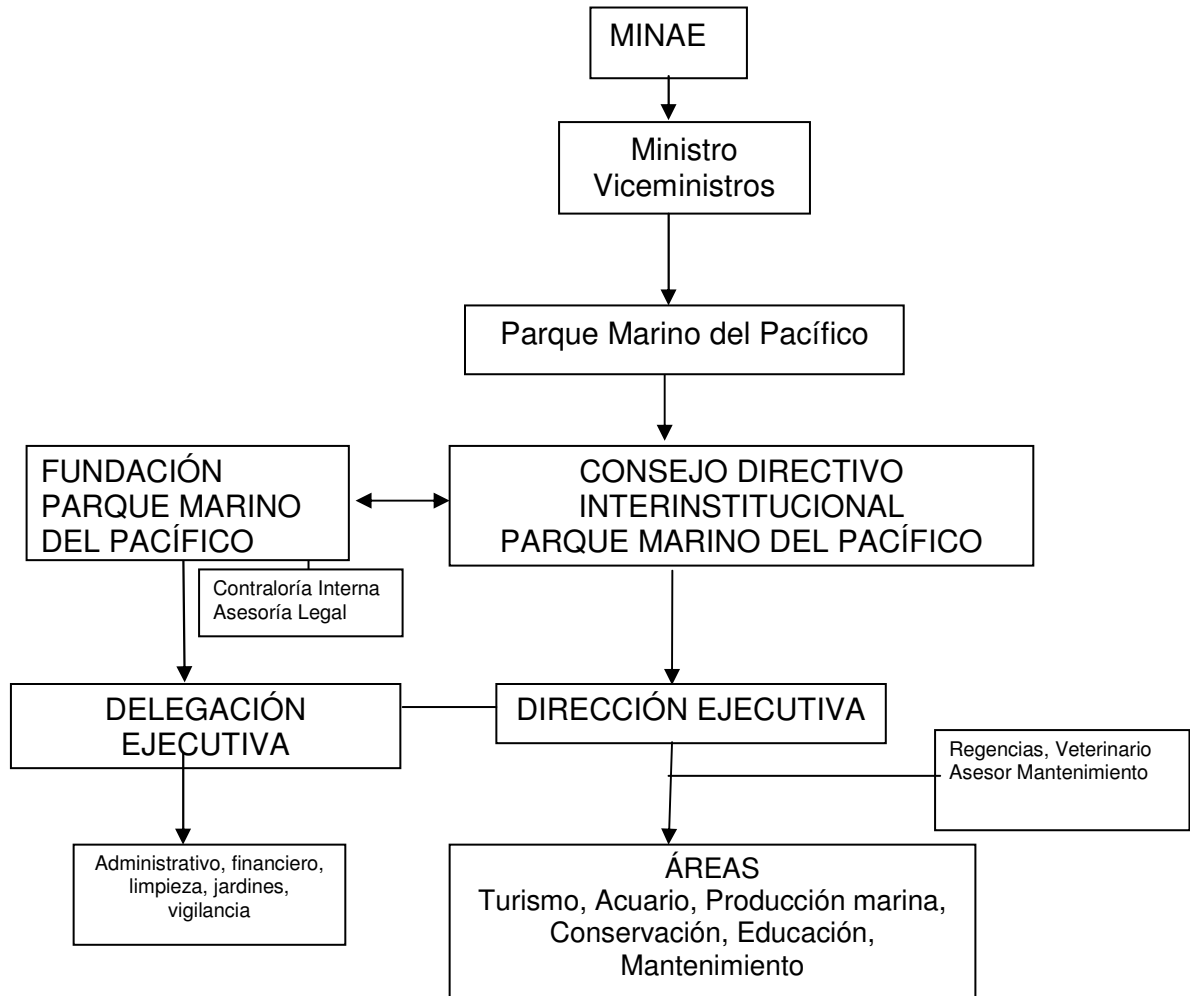 MINAE
Ministro
Viceministros
Parque Marino del Pacífico
FUNDACIÓN
PARQUE MARINO
DEL PACÍFICO
CONSEJO DIRECTIVO
INTERINSTITUCIONAL
PARQUE MARINO DEL PACÍFICO
Contraloría Interna
Asesoría Legal
DELEGACIÓN
EJECUTIVA
DIRECCIÓN EJECUTIVA
Regencias, Veterinario
Asesor Mantenimiento
Administrativo, financiero,
limpieza, jardines,
vigilancia
ÁREAS
Turismo, Acuario, Producción marina,
Conservación, Educación,
Mantenimiento